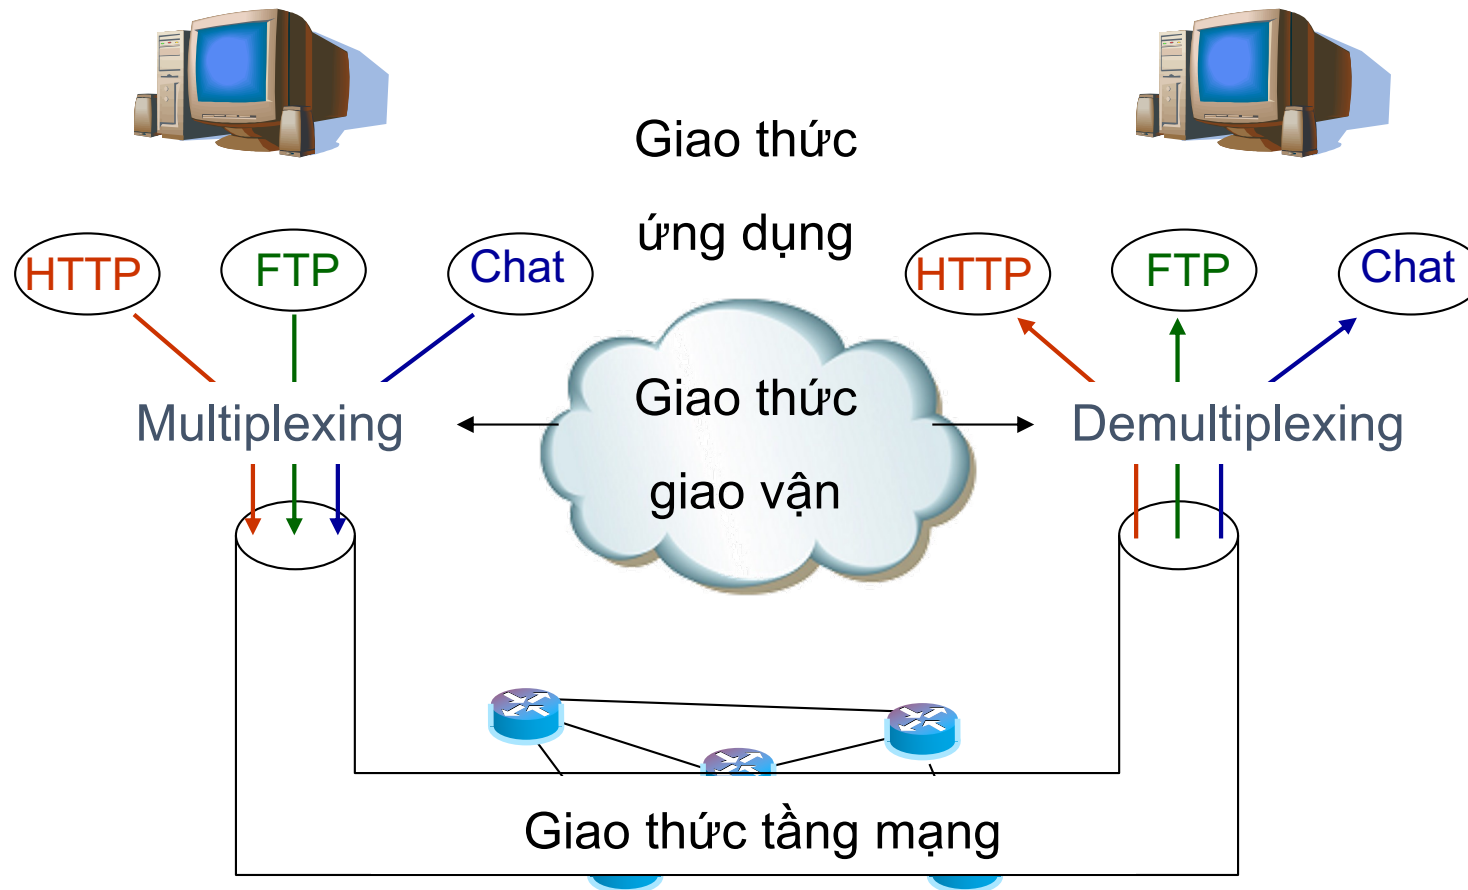 Giao thức
ứng dụng
HTTP
FTP
Chat
HTTP
FTP
Chat
Multiplexing
Giao thức
giao vận
Demultiplexing
Giao thức tầng mạng